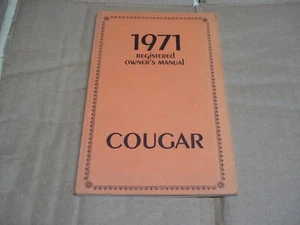 1971
REGISTERED
OWNER'S MANUAL
COUGAR